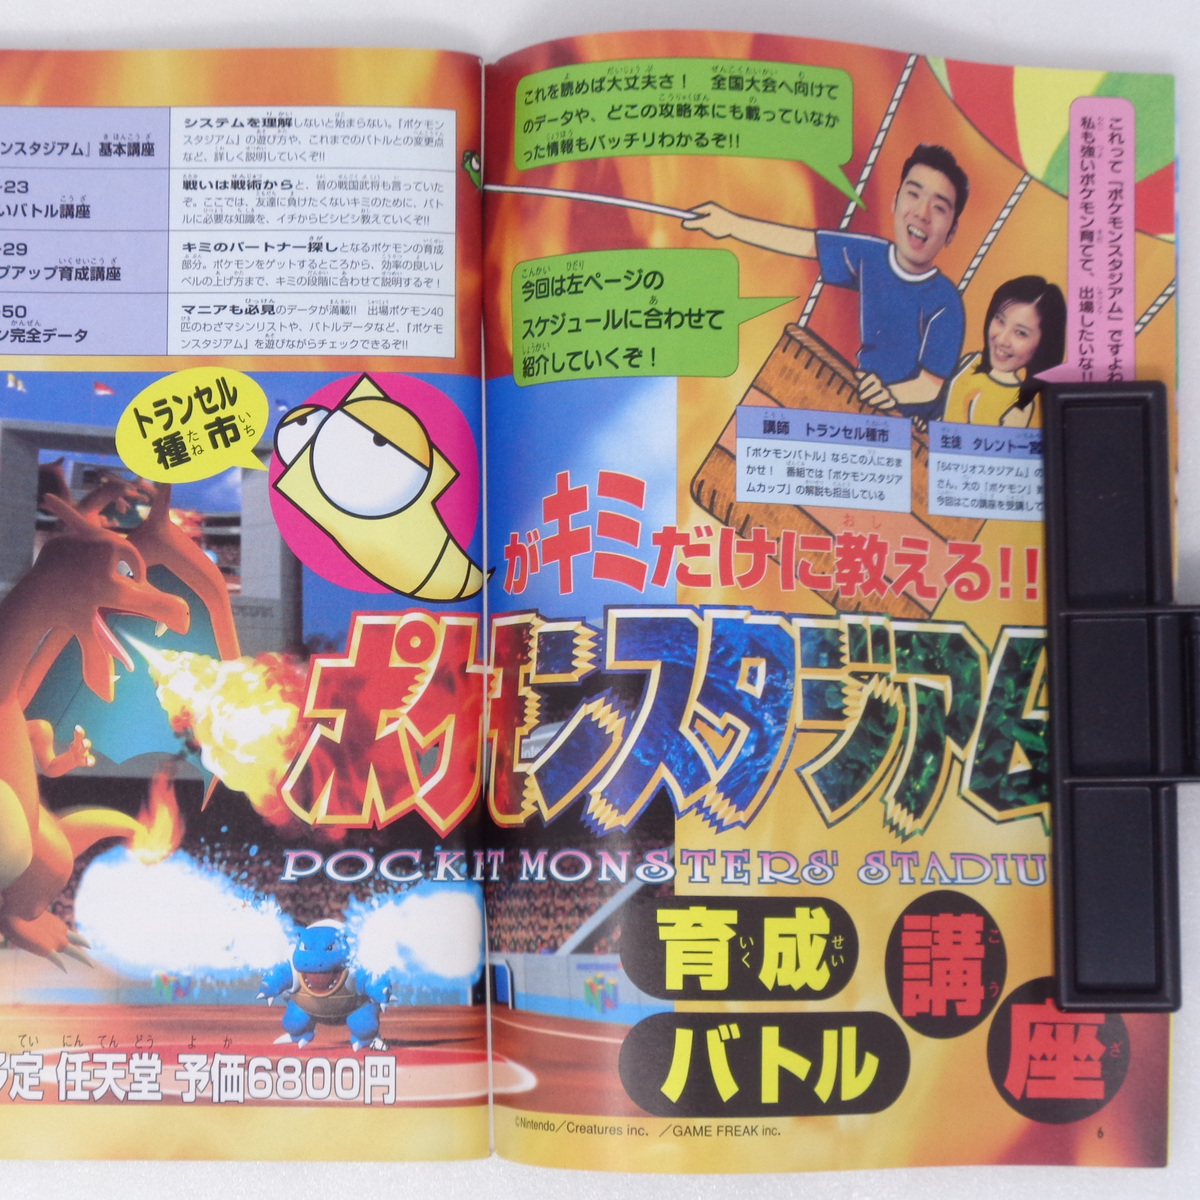 ンスタジアム』基本講座
システムを理解しないと始まらない。『ポケモン
スタジアム』の遊び方や、これまでのバトルとの変更点
など、詳しく説明していくぞ!!
-23
いバトル講座
戦いは戦術からと、昔の戦国武将も言っていた
ぞ。ここでは、友達に負けたくないキミのために、バト
ルに必要な知識を、イチからビシビシ教えていくぞ!!
-29
プアップ育成講座
キミのパートナー探しとなるポケモンの育成
部分。ポケモンをゲットするところから、効率の良いレ
ベルの上げ方まで、キミの段階に合わせて説明するぞ!
-50
ン完全データ
マニアも必見のデータが満載!! 出場ポケモン40
匹のわざマシンリストや、バトルデータなど、『ポケモ
ンスタジアム』を遊びながらチェックできるぞ!!
これを読めば大丈夫さ! 全国大会へ向けて
のデータや、どこの攻略本にも載っていなか
った情報もバッチリわかるぞ!!
これって『ポケモンスタジアム』ですよね
私も強いポケモン育てて、出場したいな!!
今回は左ページの
スケジュールに合わせて
紹介していくぞ!
講師 トランセル種市
「ポケモンバトル」ならこの人におま
かせ! 番組では「ポケモンスタジア
ムカップ」の解説も担当している
生徒 タレント一宮
「64マリオスタジアム」の
さん、大の「ポケモン」
今回はこの講座を受講して
トランセル
種市
がキミだけに教える!!
ポケモンスタジアム
POCKET MONSTERS' STADIU
育成
バトル
講座
予定 任天堂 予価6800円
©Nintendo/Creatures inc. /GAME FREAK inc.
6